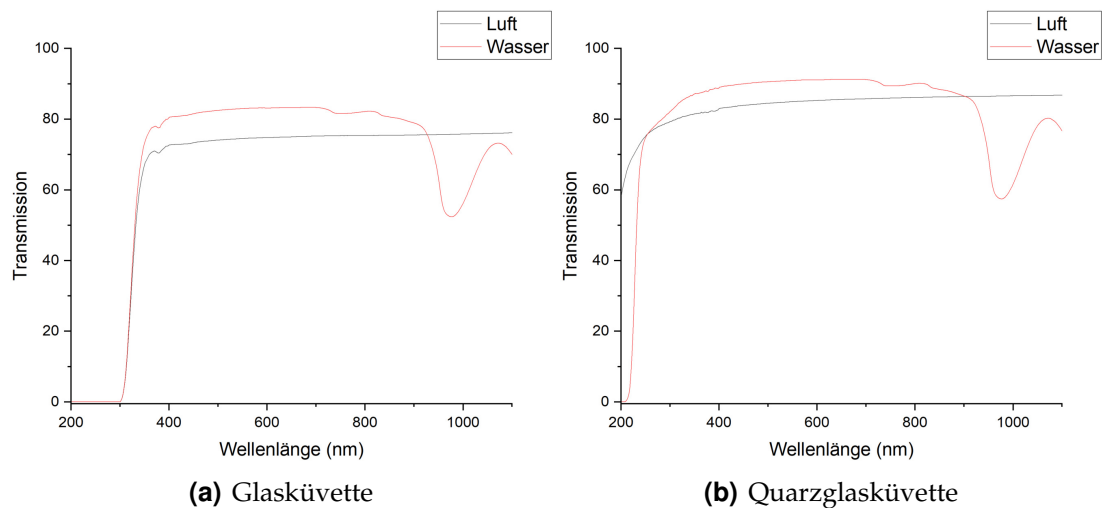 Luft
Wasser
100
80
60
40
20
0
Transmission
200
400
600
800
1000
Wellenlänge (nm)
(a) Glasküvette
Luft
Wasser
100
80
60
40
20
0
Transmission
200
400
600
800
1000
Wellenlänge (nm)
(b) Quarzglasküvette